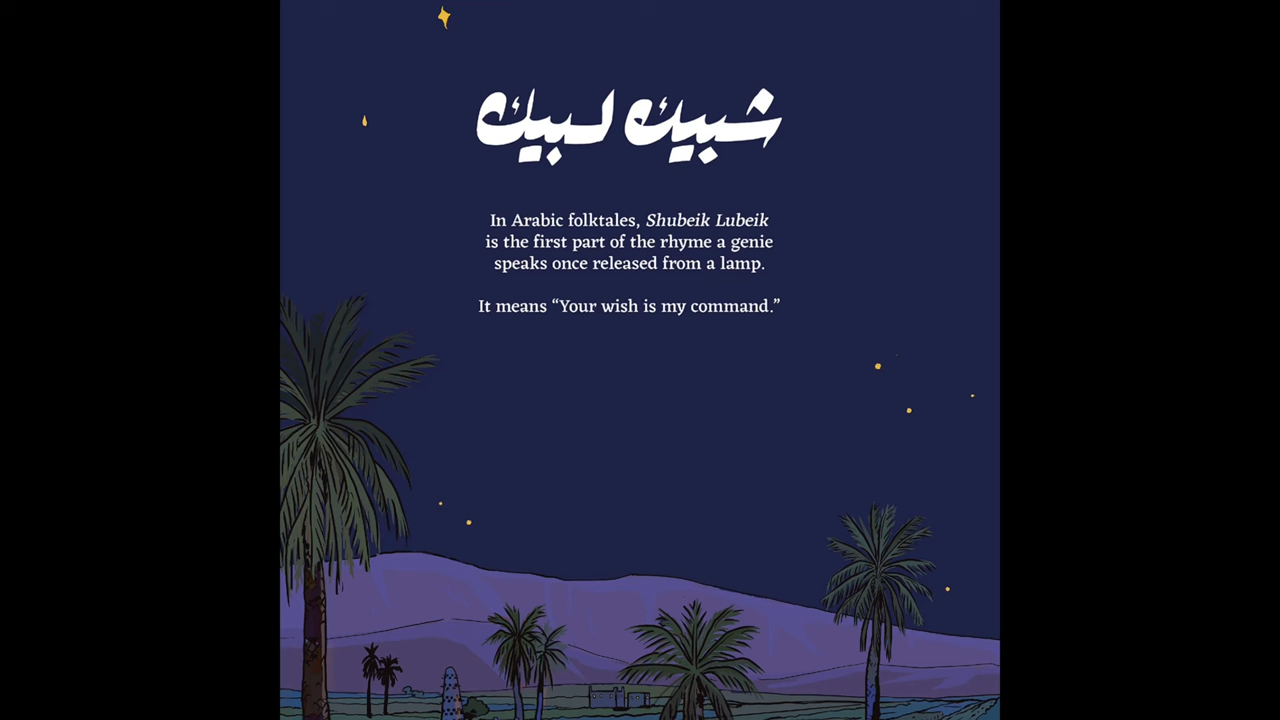 شبيك لبيك
In Arabic folktales, Shubeik Lubeik
is the first part of the rhyme a genie
speaks once released from a lamp.
It means “Your wish is my command.”